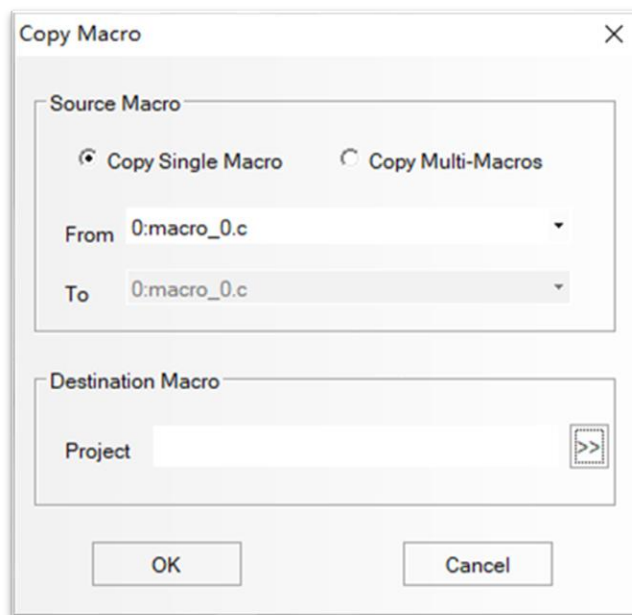 Copy Macro
Source Macro
Copy Single Macro Copy Multi-Macros
From 0:macro_0.c
To 0:macro_0.c
Destination Macro
Project >>
OK Cancel